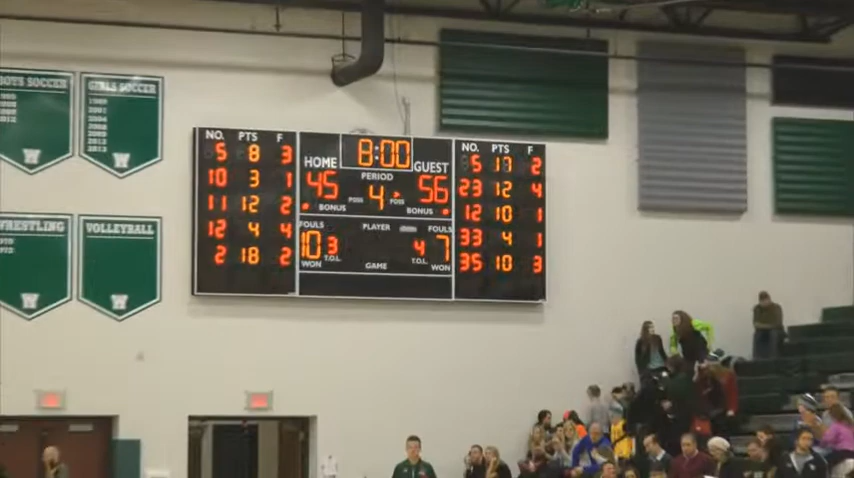 BOYS SOCCER
W
GIRLS SOCCER
W
WRESTLING
W
VOLLEYBALL
W
NO. PTS F
5 8 3
10 3 1
11 12 2
12 4 4
2 18 2
8:00
HOME GUEST
PERIOD
45 4 56
POSS POSS
BONUS BONUS
FOULS PLAYER FOULS
10 3 4 7
T.O.L. T.O.L.
WON GAME WON
NO. PTS F
5 17 2
23 12 4
12 10 1
33 4 1
35 10 3